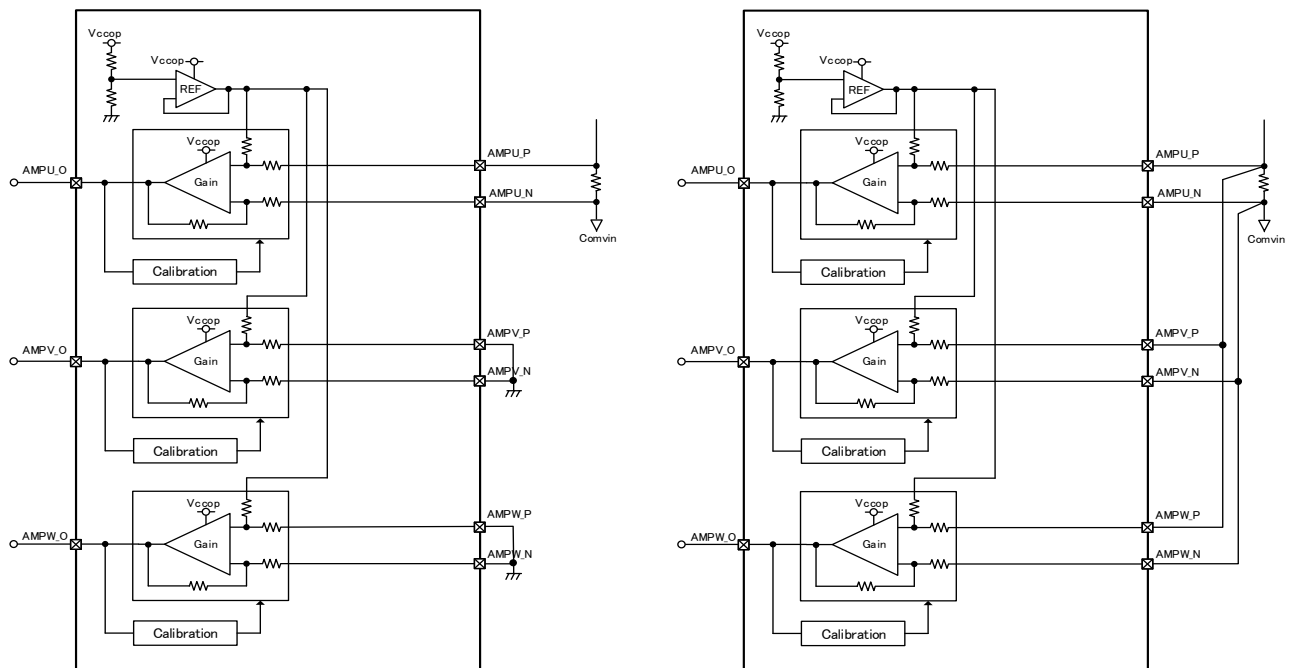 Vccop
Vccop
REF
Vccop
AMPU_O
Gain
AMPU_P
AMPU_N
Comvin
Calibration
Vccop
AMPV_O
Gain
AMPV_P
AMPV_N
Calibration
Vccop
AMPW_O
Gain
AMPW_P
AMPW_N
Calibration
Vccop
Vccop
REF
Vccop
AMPU_O
Gain
AMPU_P
AMPU_N
Comvin
Calibration
Vccop
AMPV_O
Gain
AMPV_P
AMPV_N
Calibration
Vccop
AMPW_O
Gain
AMPW_P
AMPW_N
Calibration